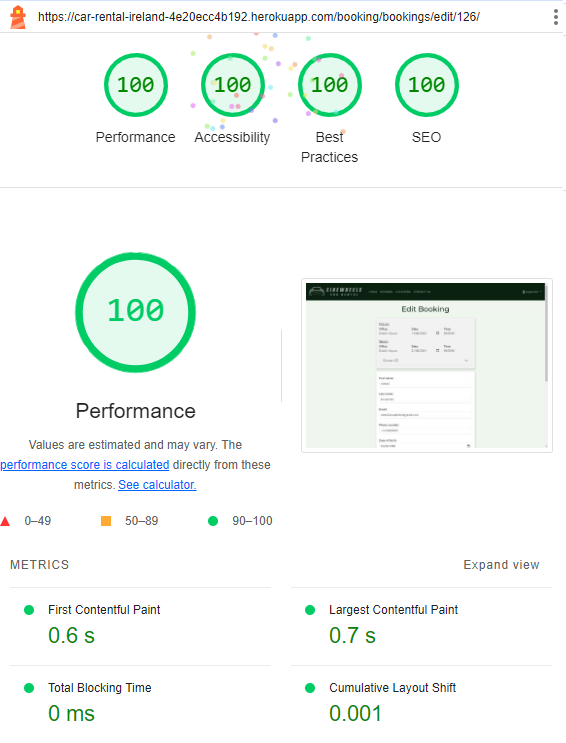 https://car-rental-ireland-4e20ecc4b192.herokuapp.com/booking/bookings/edit/126/
100 100 100 100
Performance Accessibility Best Practices SEO
100
Performance
Values are estimated and may vary. The
performance score is calculated directly from these
metrics. See calculator.
0–49 50–89 90–100
Edit Booking
METRICS Expand view
First Contentful Paint Largest Contentful Paint
0.6 s 0.7 s
Total Blocking Time Cumulative Layout Shift
0 ms 0.001